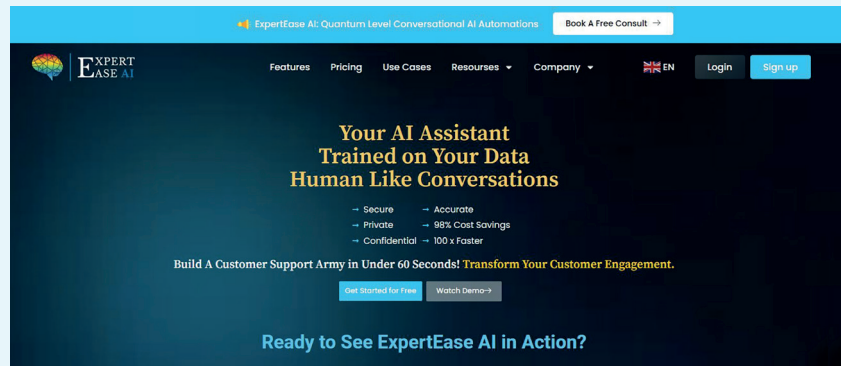 ExpertEase AI: Quantum Level Conversational AI Automations
Book A Free Consult →
EXPERT
EASE AI
Features
Pricing
Use Cases
Resourses
Company
EN
Login
Sign up
Your AI Assistant
Trained on Your Data
Human Like Conversations
→ Secure
→ Accurate
→ Private
→ 98% Cost Savings
→ Confidential
→ 100 x Faster
Build A Customer Support Army in Under 60 Seconds! Transform Your Customer Engagement.
Get Started for Free
Watch Demo→
Ready to See ExpertEase AI in Action?